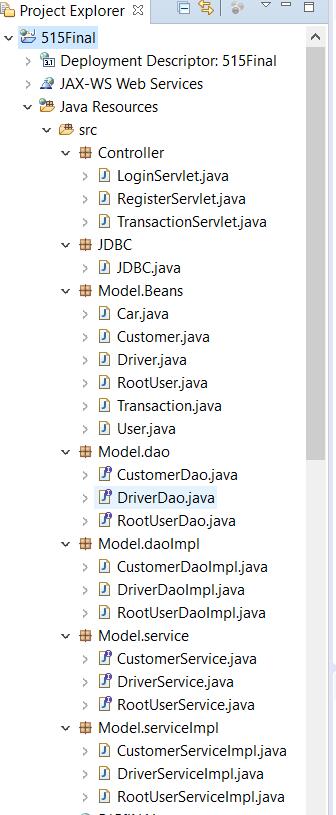 Project Explorer
515Final
Deployment Descriptor: 515Final
JAX-WS Web Services
Java Resources
src
Controller
LoginServlet.java
RegisterServlet.java
TransactionServlet.java
JDBC
JDBC.java
Model.Beans
Car.java
Customer.java
Driver.java
RootUser.java
Transaction.java
User.java
Model.dao
CustomerDao.java
DriverDao.java
RootUserDao.java
Model.daoImpl
CustomerDaoImpl.java
DriverDaoImpl.java
RootUserDaoImpl.java
Model.service
CustomerService.java
DriverService.java
RootUserService.java
Model.serviceImpl
CustomerServiceImpl.java
DriverServiceImpl.java
RootUserServiceImpl.java